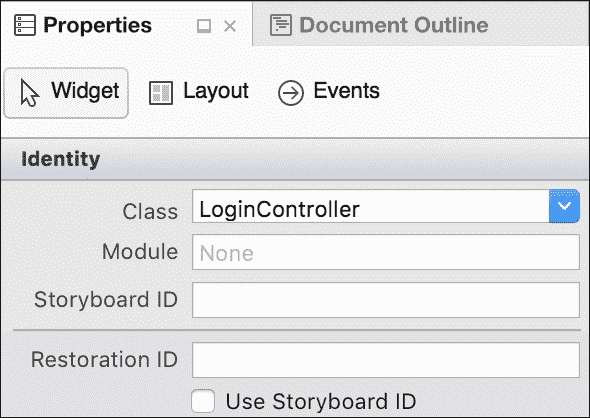 Properties Document Outline
Widget Layout Events
Identity
Class LoginController
Module None
Storyboard ID
Restoration ID
Use Storyboard ID